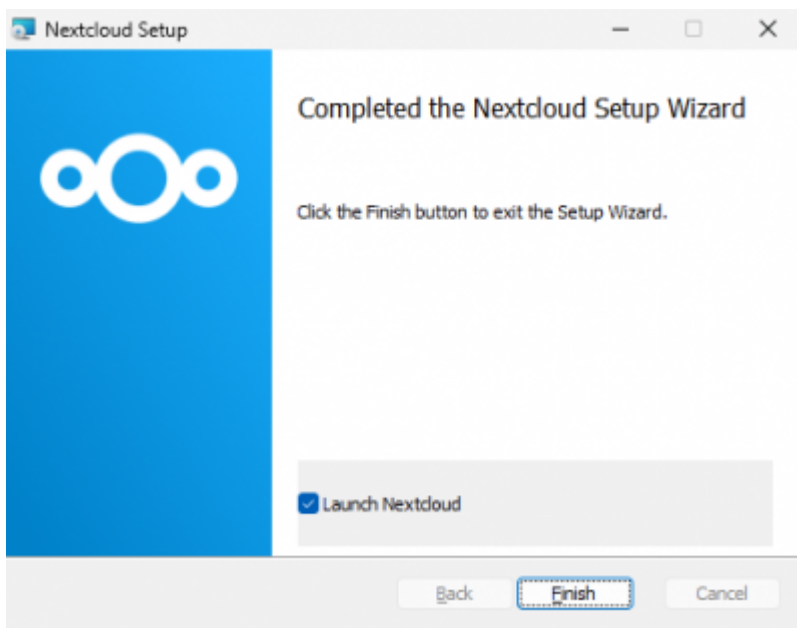 Nextcloud Setup
Completed the Nextcloud Setup Wizard
Click the Finish button to exit the Setup Wizard.
Launch Nextcloud
Back
Finish
Cancel